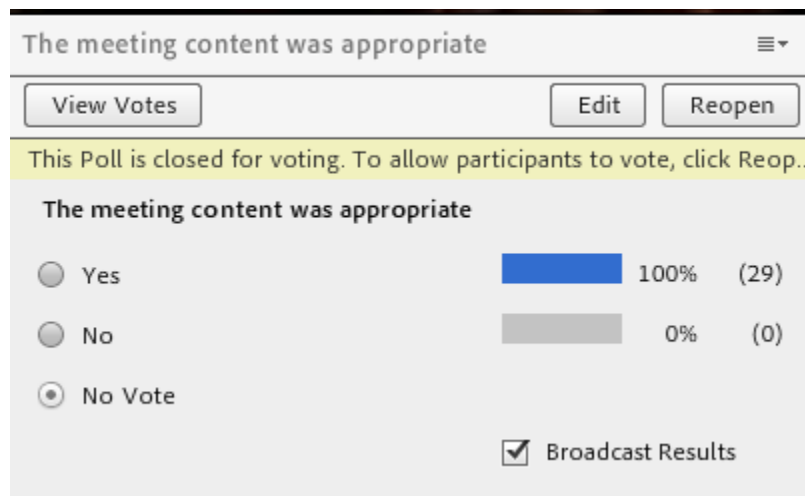 The meeting content was appropriate
View Votes Edit Reopen
This Poll is closed for voting. To allow participants to vote, click Reop..
The meeting content was appropriate
Yes 100% (29)
No 0% (0)
No Vote
Broadcast Results